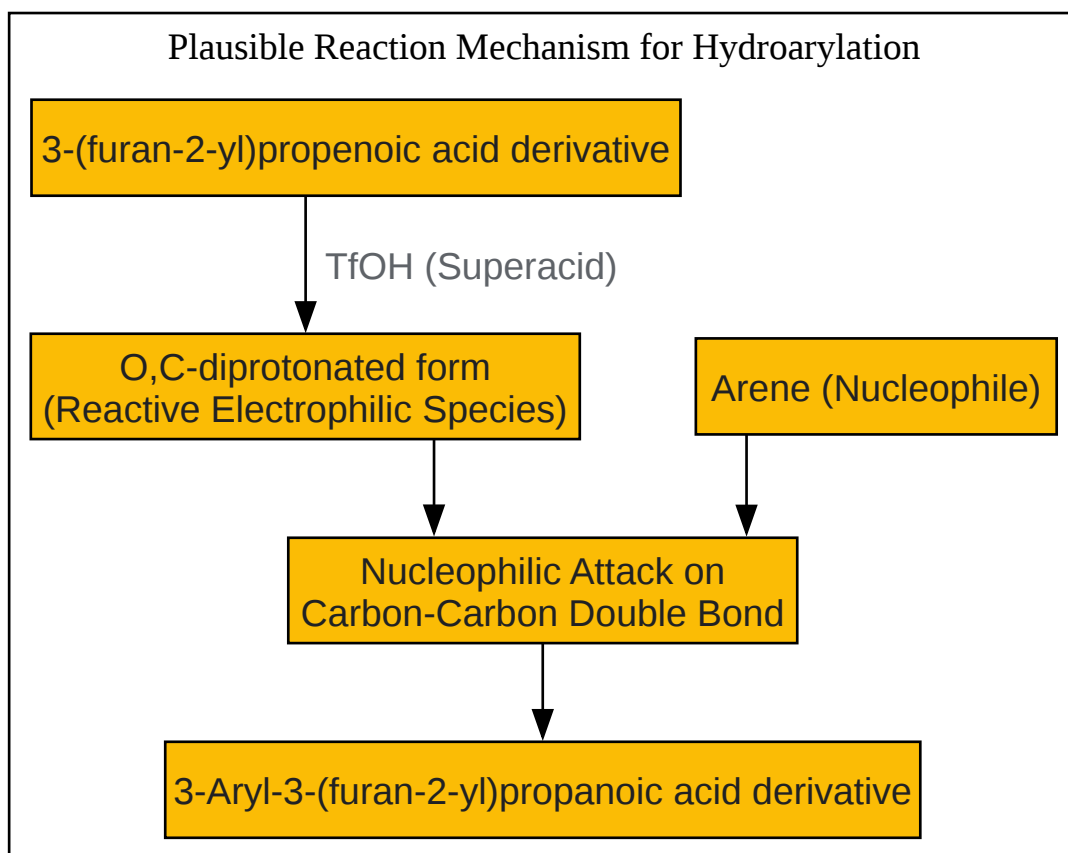 Plausible Reaction Mechanism for Hydroarylation
3-(furan-2-yl)propenoic acid derivative
TfOH (Superacid)
O,C-diprotonated form
(Reactive Electrophilic Species)
Arene (Nucleophile)
Nucleophilic Attack on
Carbon-Carbon Double Bond
3-Aryl-3-(furan-2-yl)propanoic acid derivative